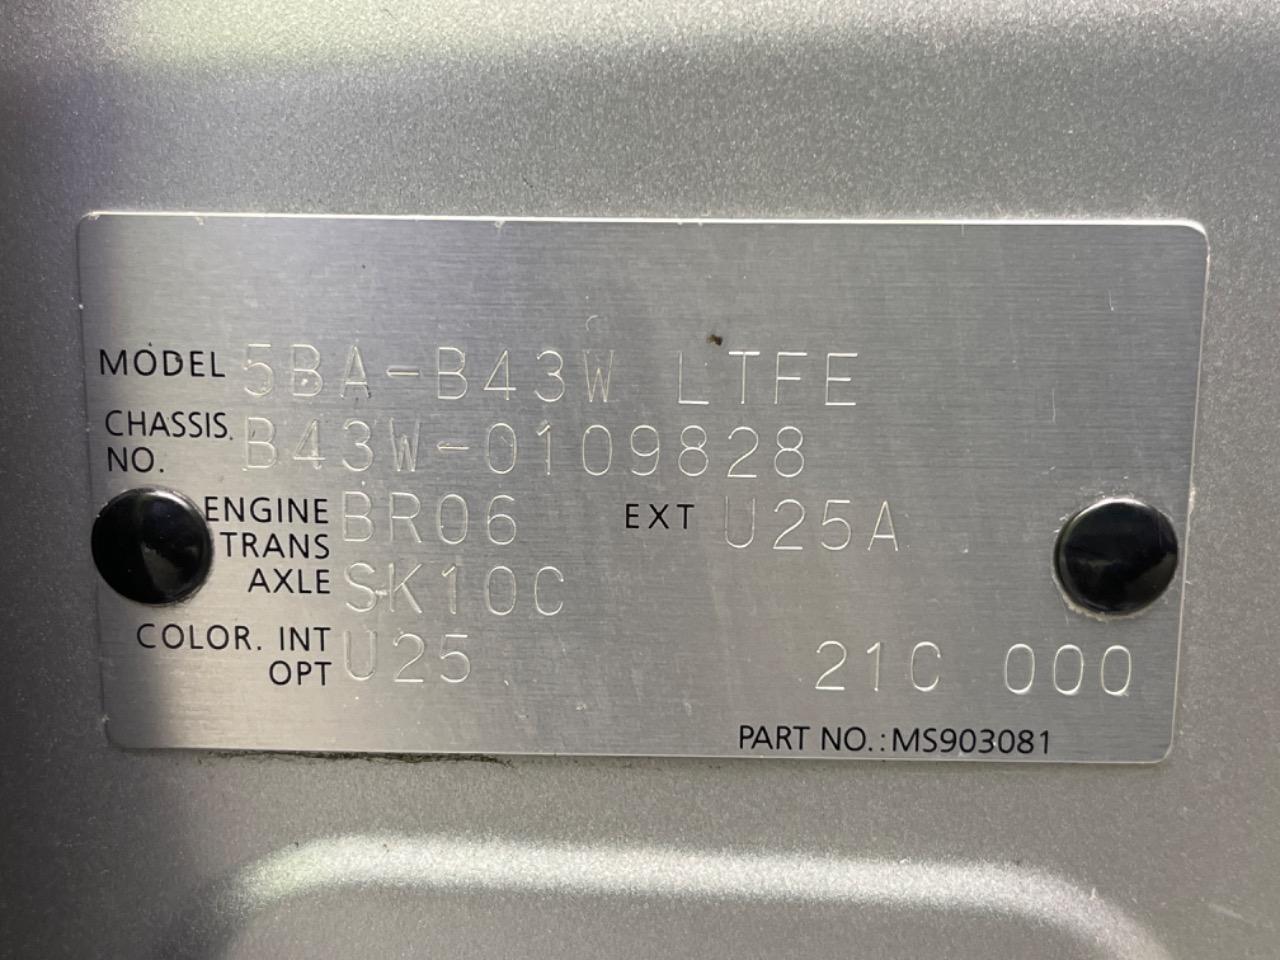 MODEL 5BA-B43W LTFE
CHASSIS. NO. B43W-0109828
ENGINE BR06 EXT U25A
TRANS AXLE SK10C
COLOR. INT OPT U25 21C 000
PART NO.:MS903081